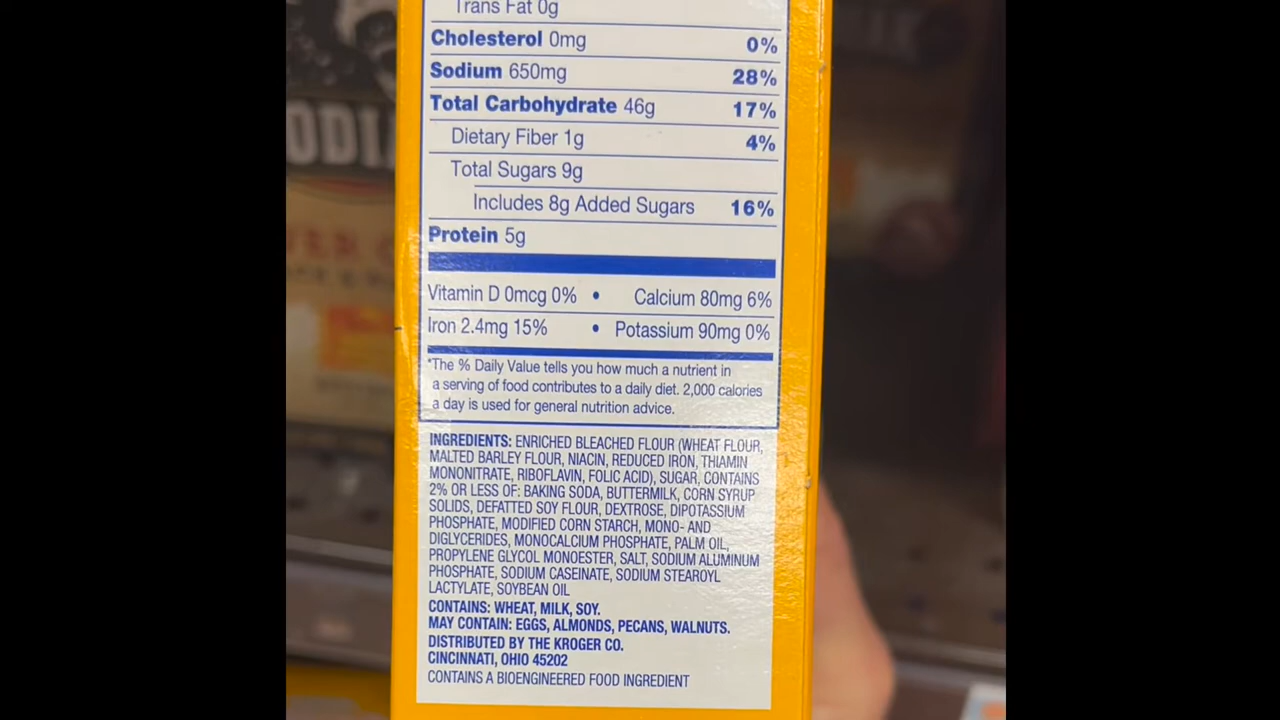 Trans Fat 0g
Cholesterol 0mg 0%
Sodium 650mg 28%
Total Carbohydrate 46g 17%
Dietary Fiber 1g 4%
Total Sugars 9g
Includes 8g Added Sugars 16%
Protein 5g
Vitamin D 0mcg 0% • Calcium 80mg 6%
Iron 2.4mg 15% • Potassium 90mg 0%
*The % Daily Value tells you how much a nutrient in
a serving of food contributes to a daily diet. 2,000 calories
a day is used for general nutrition advice.
INGREDIENTS: ENRICHED BLEACHED FLOUR (WHEAT FLOUR,
MALTED BARLEY FLOUR, NIACIN, REDUCED IRON, THIAMIN
MONONITRATE, RIBOFLAVIN, FOLIC ACID), SUGAR, CONTAINS
2% OR LESS OF: BAKING SODA, BUTTERMILK, CORN SYRUP
SOLIDS, DEFATTED SOY FLOUR, DEXTROSE, DIPOTASSIUM
PHOSPHATE, MODIFIED CORN STARCH, MONO- AND
DIGLYCERIDES, MONOCALCIUM PHOSPHATE, PALM OIL,
PROPYLENE GLYCOL MONOESTER, SALT, SODIUM ALUMINUM
PHOSPHATE, SODIUM CASEINATE, SODIUM STEAROYL
LACTYLATE, SOYBEAN OIL
CONTAINS: WHEAT, MILK, SOY.
MAY CONTAIN: EGGS, ALMONDS, PECANS, WALNUTS.
DISTRIBUTED BY THE KROGER CO.
CINCINNATI, OHIO 45202
CONTAINS A BIOENGINEERED FOOD INGREDIENT
ODI